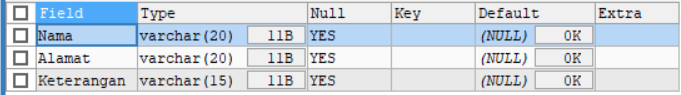 Field Type Null Key Default Extra
Nama varchar(20) 11B YES (NULL) 0K
Alamat varchar(20) 11B YES (NULL) 0K
Keterangan varchar(15) 11B YES (NULL) 0K